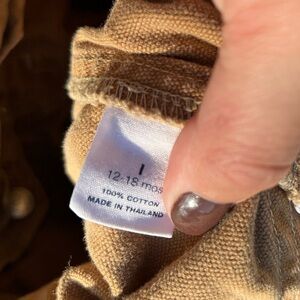 I
12-18 mos
100% COTTON
MADE IN THAILAND